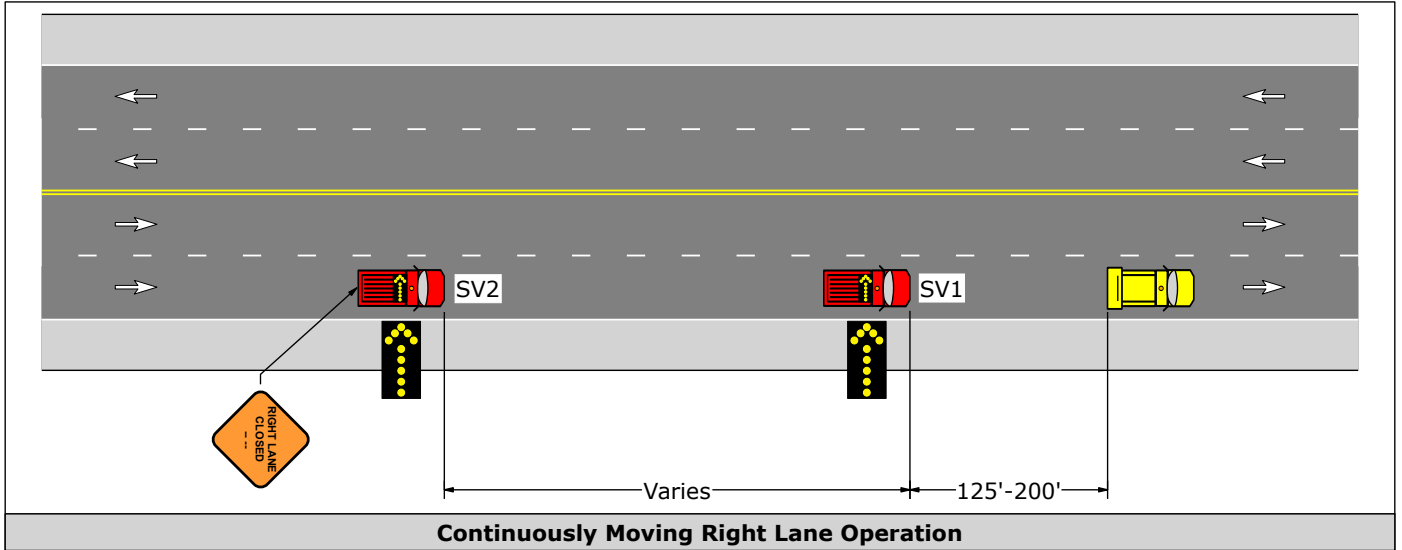 SV2
SV1
RIGHT LANE
CLOSED
- --
Varies
125'-200'
Continuously Moving Right Lane Operation